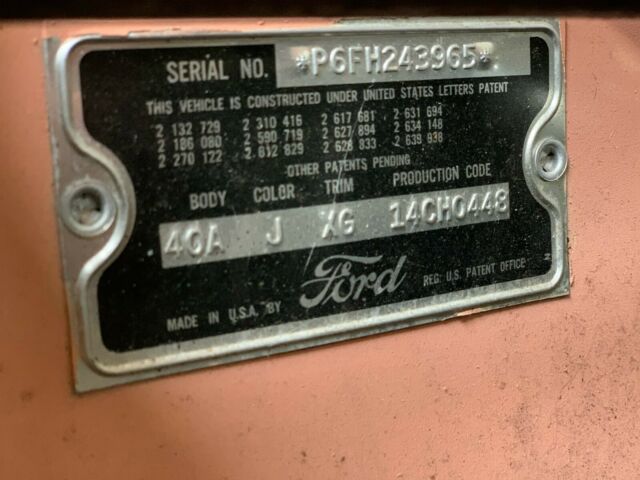 SERIAL NO. *P6FH243965*
THIS VEHICLE IS CONSTRUCTED UNDER UNITED STATES LETTERS PATENT
2 132 729 2 310 416 2 617 681 2 631 694
2 186 080 2 590 719 2 627 894 2 634 148
2 270 122 2 612 829 2 628 833 2 639 938
OTHER PATENTS PENDING
BODY COLOR TRIM PRODUCTION CODE
40A J XG 14CH0448
MADE IN U.S.A. BY Ford REG. U.S. PATENT OFFICE